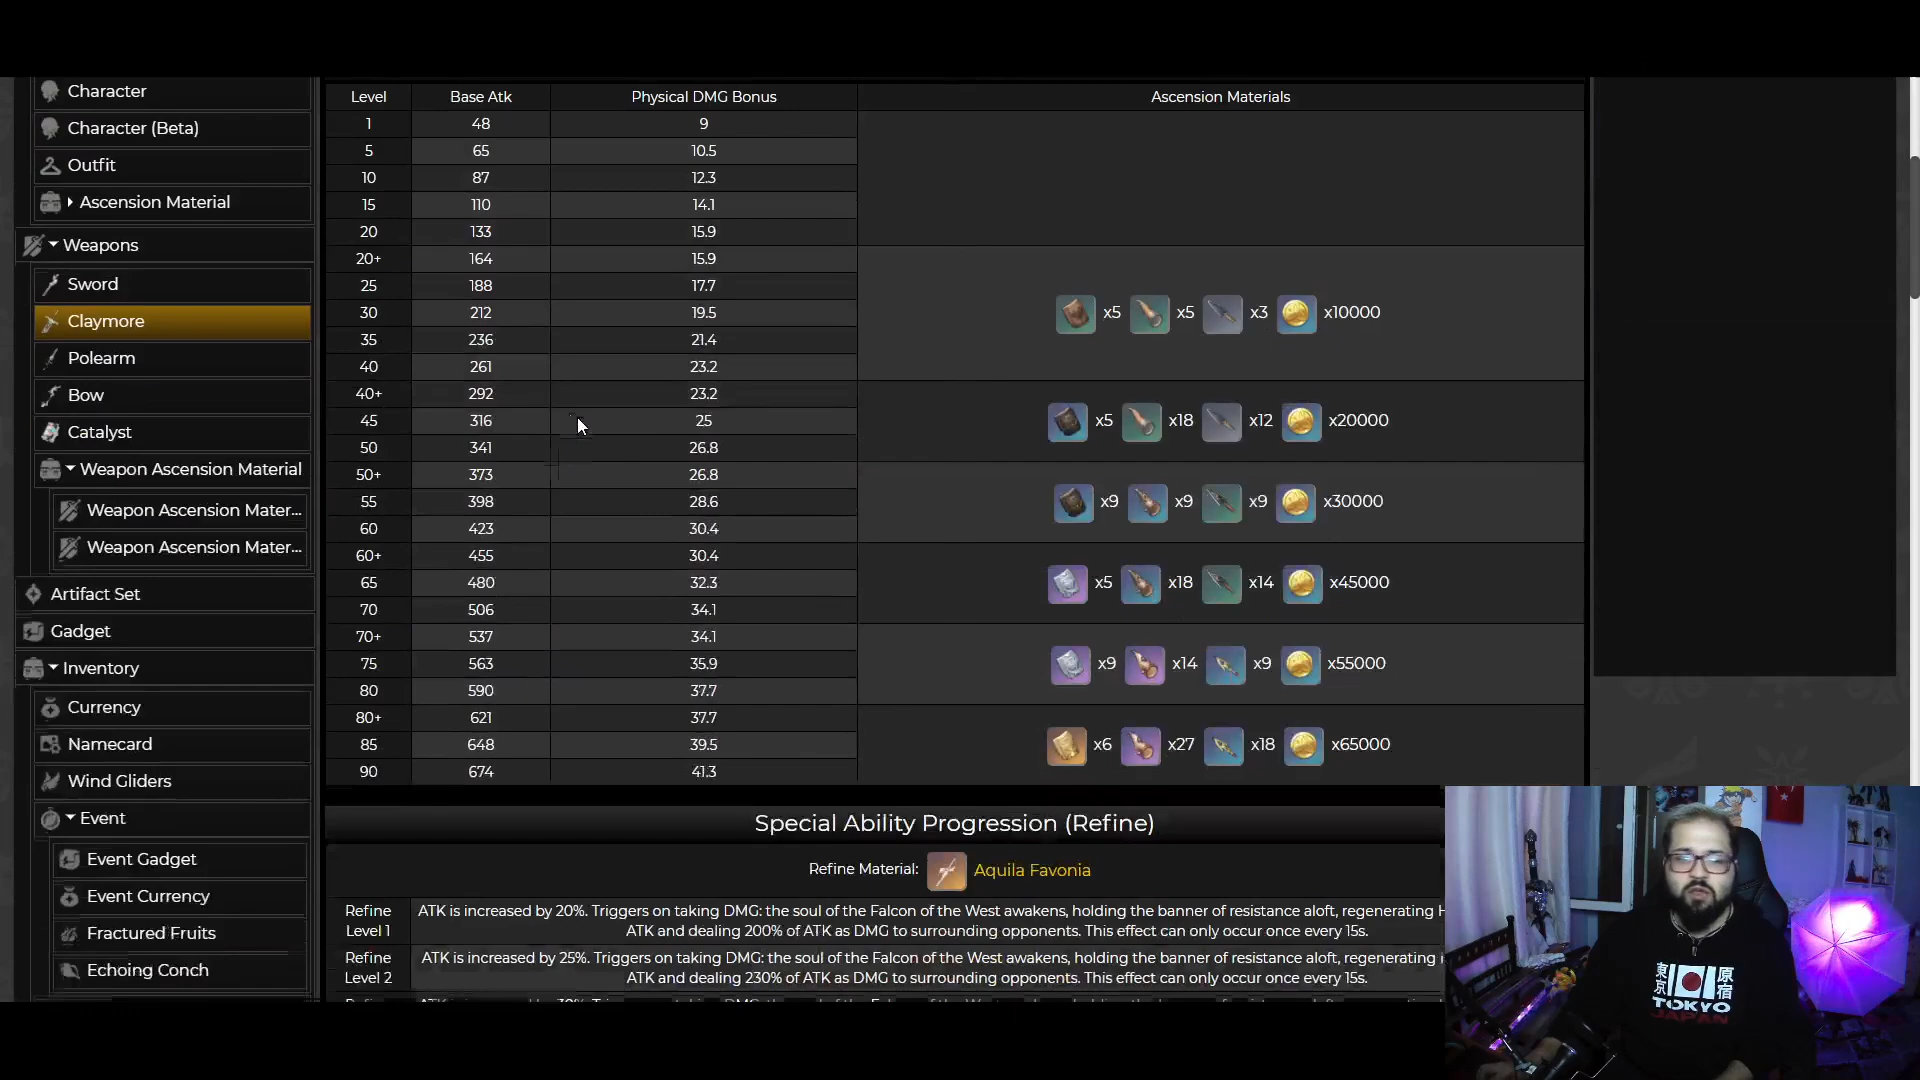 Character
Character (Beta)
Outfit
Ascension Material
Weapons
Sword
Claymore
Polearm
Bow
Catalyst
Weapon Ascension Material
Weapon Ascension Mater...
Weapon Ascension Mater...
Artifact Set
Gadget
Inventory
Currency
Namecard
Wind Gliders
Event
Event Gadget
Event Currency
Fractured Fruits
Echoing Conch
Level Base Atk Physical DMG Bonus Ascension Materials
1 48 9
5 65 10.5
10 87 12.3
15 110 14.1
20 133 15.9
20+ 164 15.9
25 188 17.7
30 212 19.5
x5 x5 x3 x10000
35 236 21.4
40 261 23.2
40+ 292 23.2
45 316 25
x5 x18 x12 x20000
50 341 26.8
50+ 373 26.8
55 398 28.6
x9 x9 x9 x30000
60 423 30.4
60+ 455 30.4
65 480 32.3
x5 x18 x14 x45000
70 506 34.1
70+ 537 34.1
75 563 35.9
x9 x14 x9 x55000
80 590 37.7
80+ 621 37.7
85 648 39.5
x6 x27 x18 x65000
90 674 41.3
Special Ability Progression (Refine)
Refine Material: Aquila Favonia
Refine Level 1
ATK is increased by 20%. Triggers on taking DMG: the soul of the Falcon of the West awakens, holding the banner of resistance aloft, regenerating
ATK and dealing 200% of ATK as DMG to surrounding opponents. This effect can only occur once every 15s.
Refine Level 2
ATK is increased by 25%. Triggers on taking DMG: the soul of the Falcon of the West awakens, holding the banner of resistance aloft, regenerating
ATK and dealing 230% of ATK as DMG to surrounding opponents. This effect can only occur once every 15s.
東京 原宿
TOKYO
JAPAN